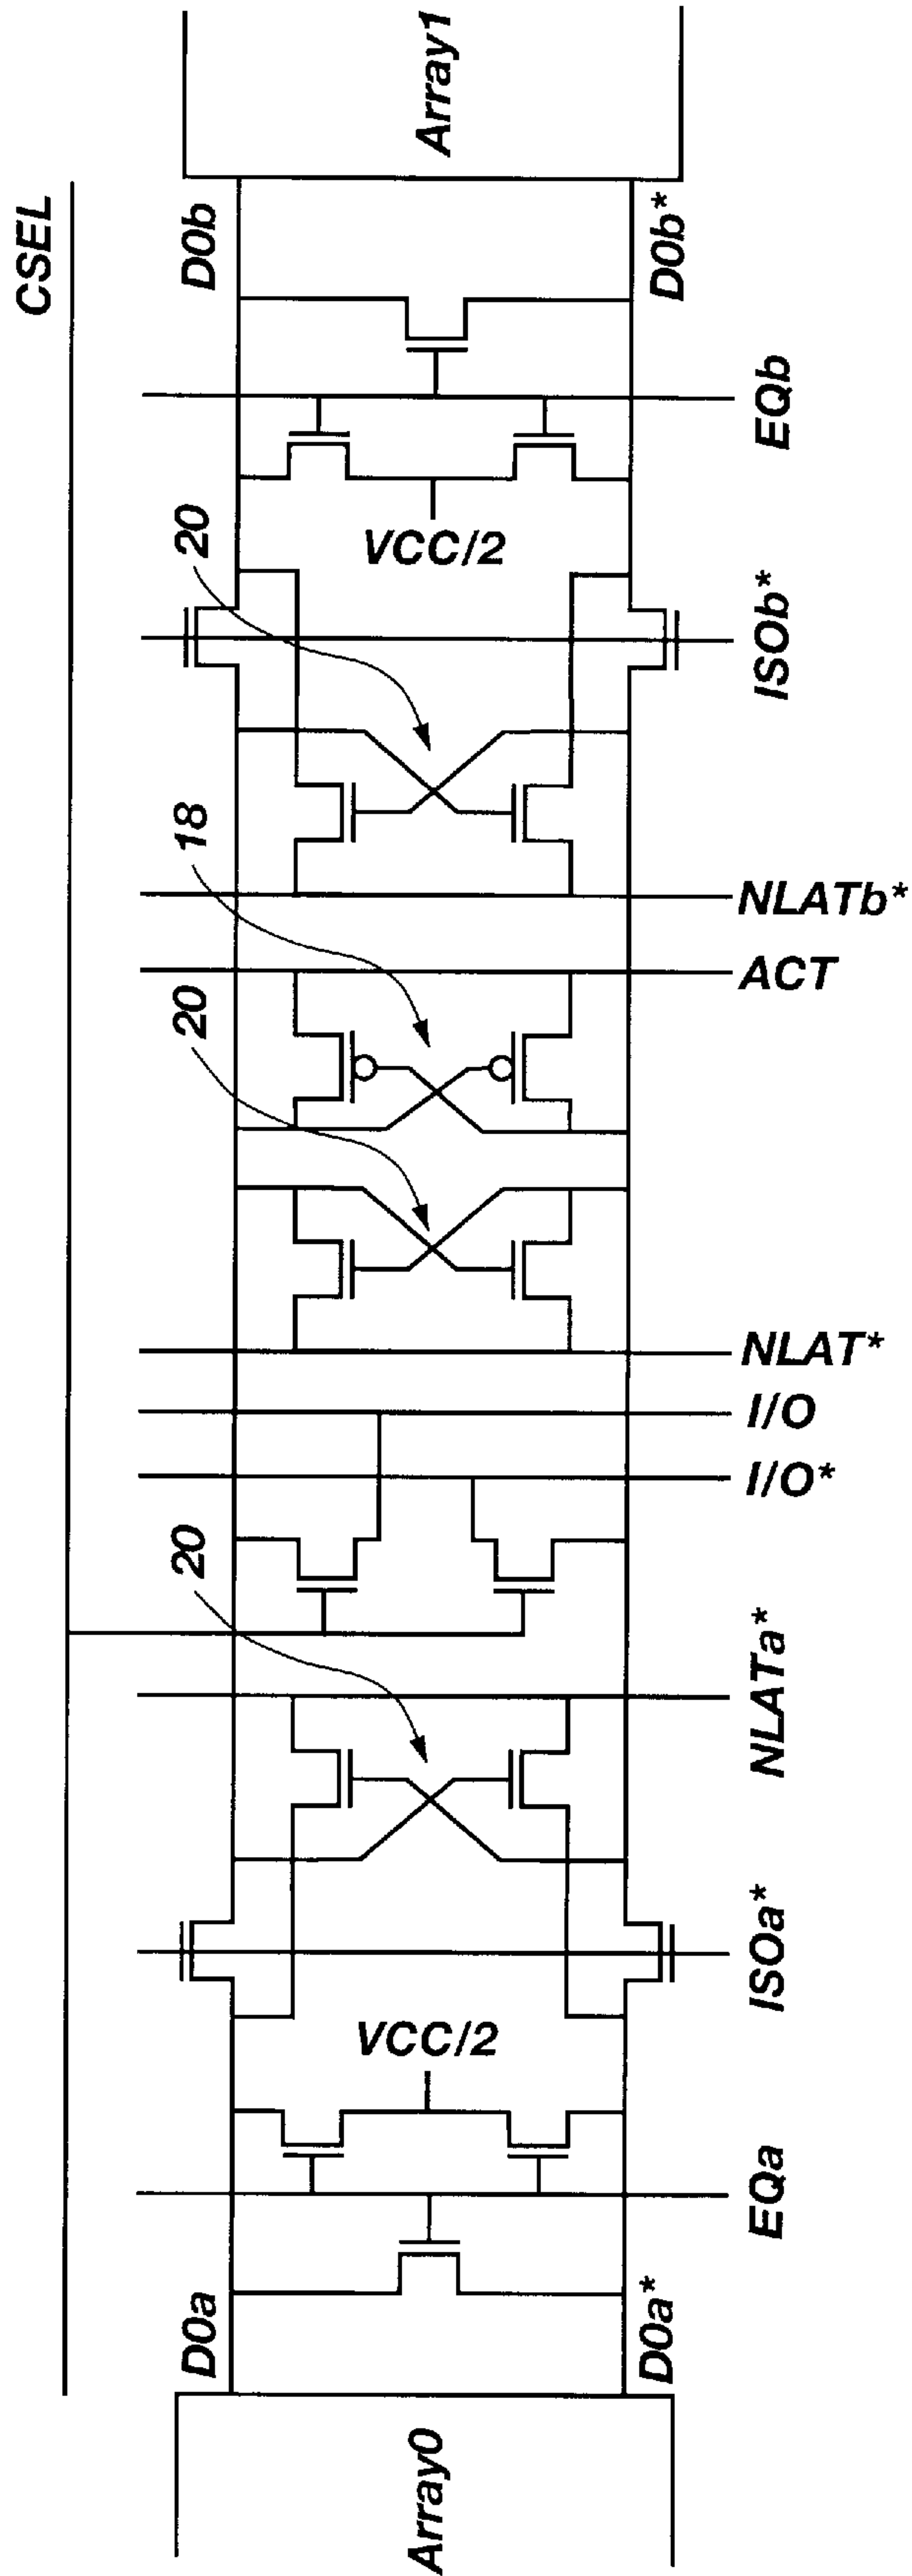 CSEL
Array0
D0a
D0a*
EQa
VCC/2
ISOa*
20
NLATa*
I/O*
I/O
NLAT*
20
18
ACT
NLATb*
20
ISOb*
VCC/2
EQb
D0b
D0b*
Array1